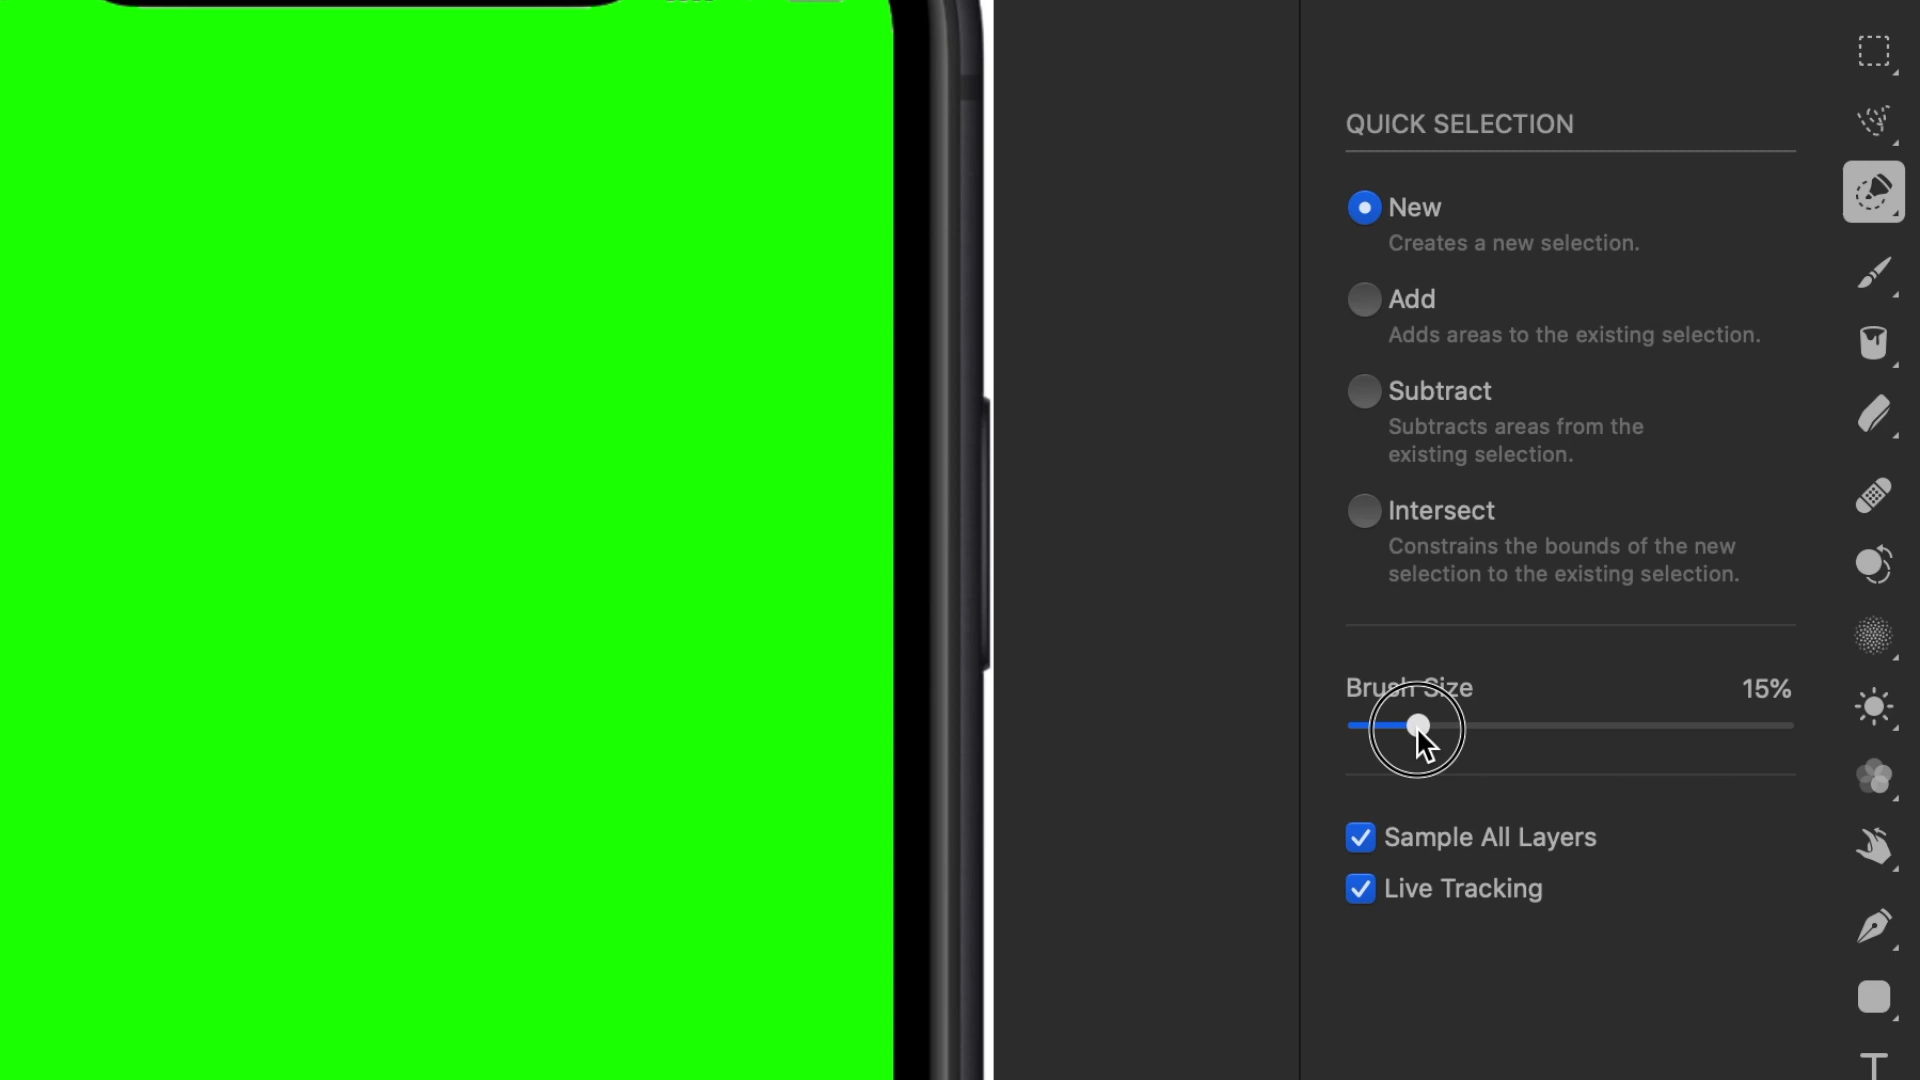 QUICK SELECTION
New
Creates a new selection.
Add
Adds areas to the existing selection.
Subtract
Subtracts areas from the
existing selection.
Intersect
Constrains the bounds of the new
selection to the existing selection.
Brush Size 15%
Sample All Layers
Live Tracking